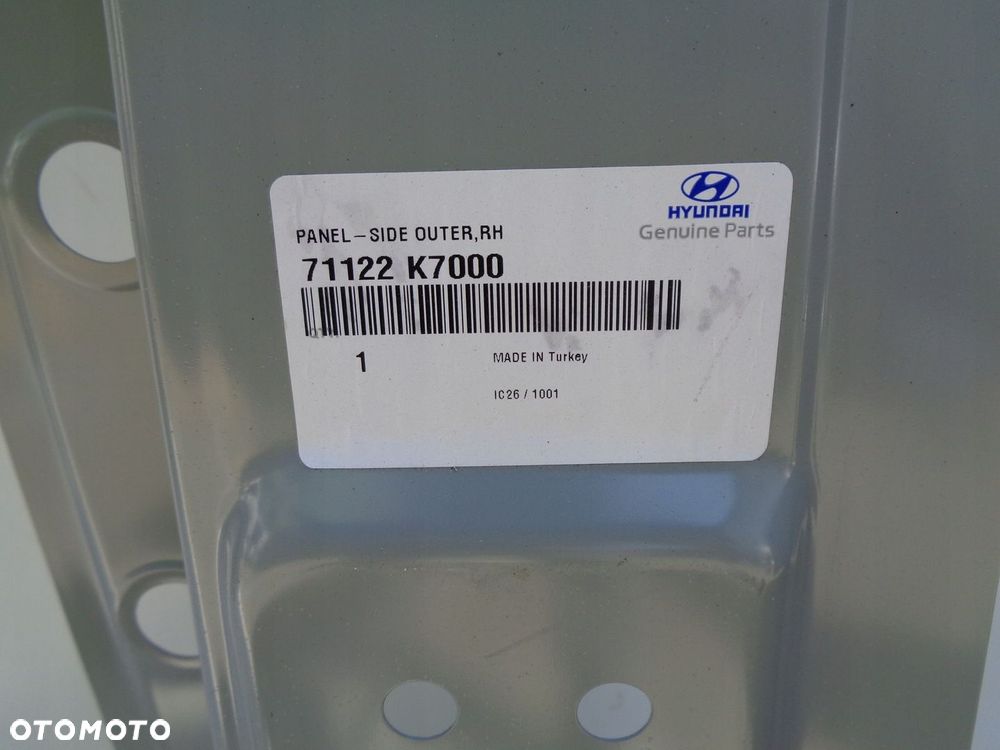 HYUNDAI
Genuine Parts
PANEL-SIDE OUTER,RH
71122 K7000
1
MADE IN Turkey
IC26 / 1001
OTOMOTO